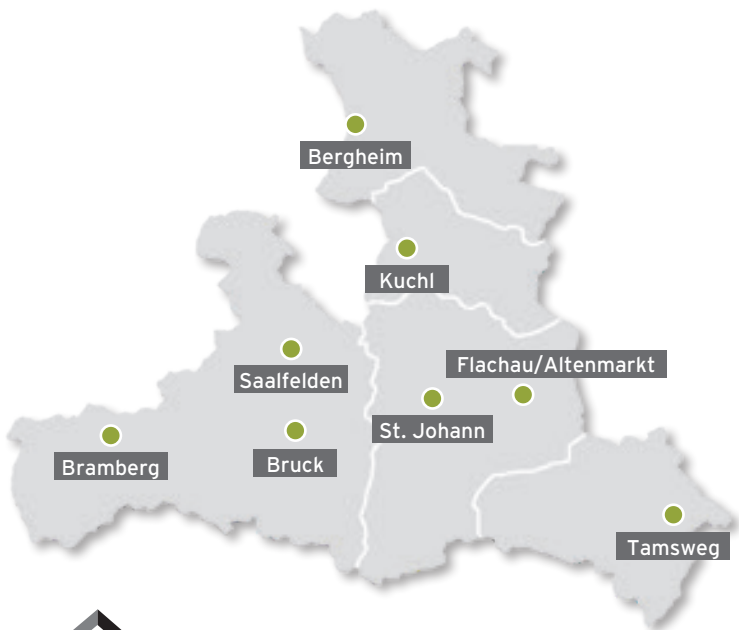 Bergheim
Kuchl
Saalfelden
Flachau/Altenmarkt
St. Johann
Bramberg
Bruck
Tamsweg